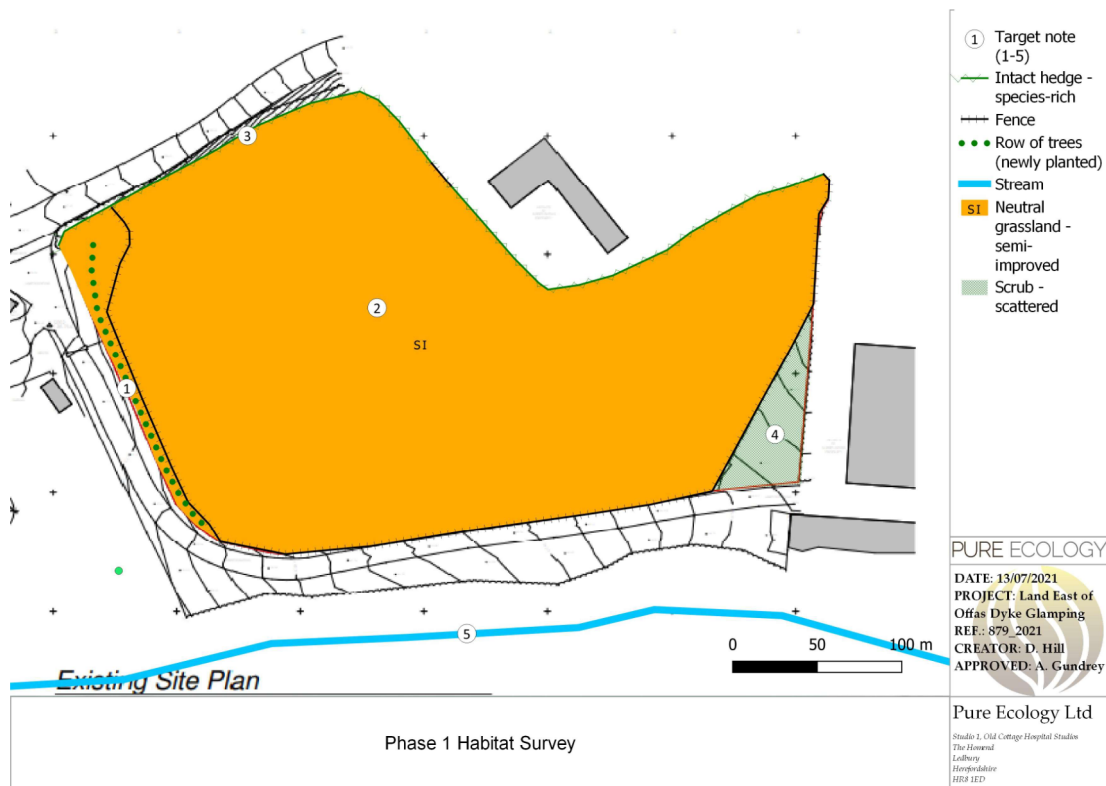 3
2
SI
1
4
5
0 50 100 m
Existing Site Plan
Phase 1 Habitat Survey
1 Target note
(1-5)
Intact hedge -
species-rich
Fence
Row of trees
(newly planted)
Stream
SI Neutral
grassland -
semi-
improved
Scrub -
scattered
PURE ECOLOGY
DATE: 13/07/2021
PROJECT: Land East of
Offas Dyke Glamping
REF.: 879_2021
CREATOR: D. Hill
APPROVED: A. Gundrey
Pure Ecology Ltd
Studio 1, Old Cottage Hospital Studios
The Homend
Ledbury
Herefordshire
HR8 1ED